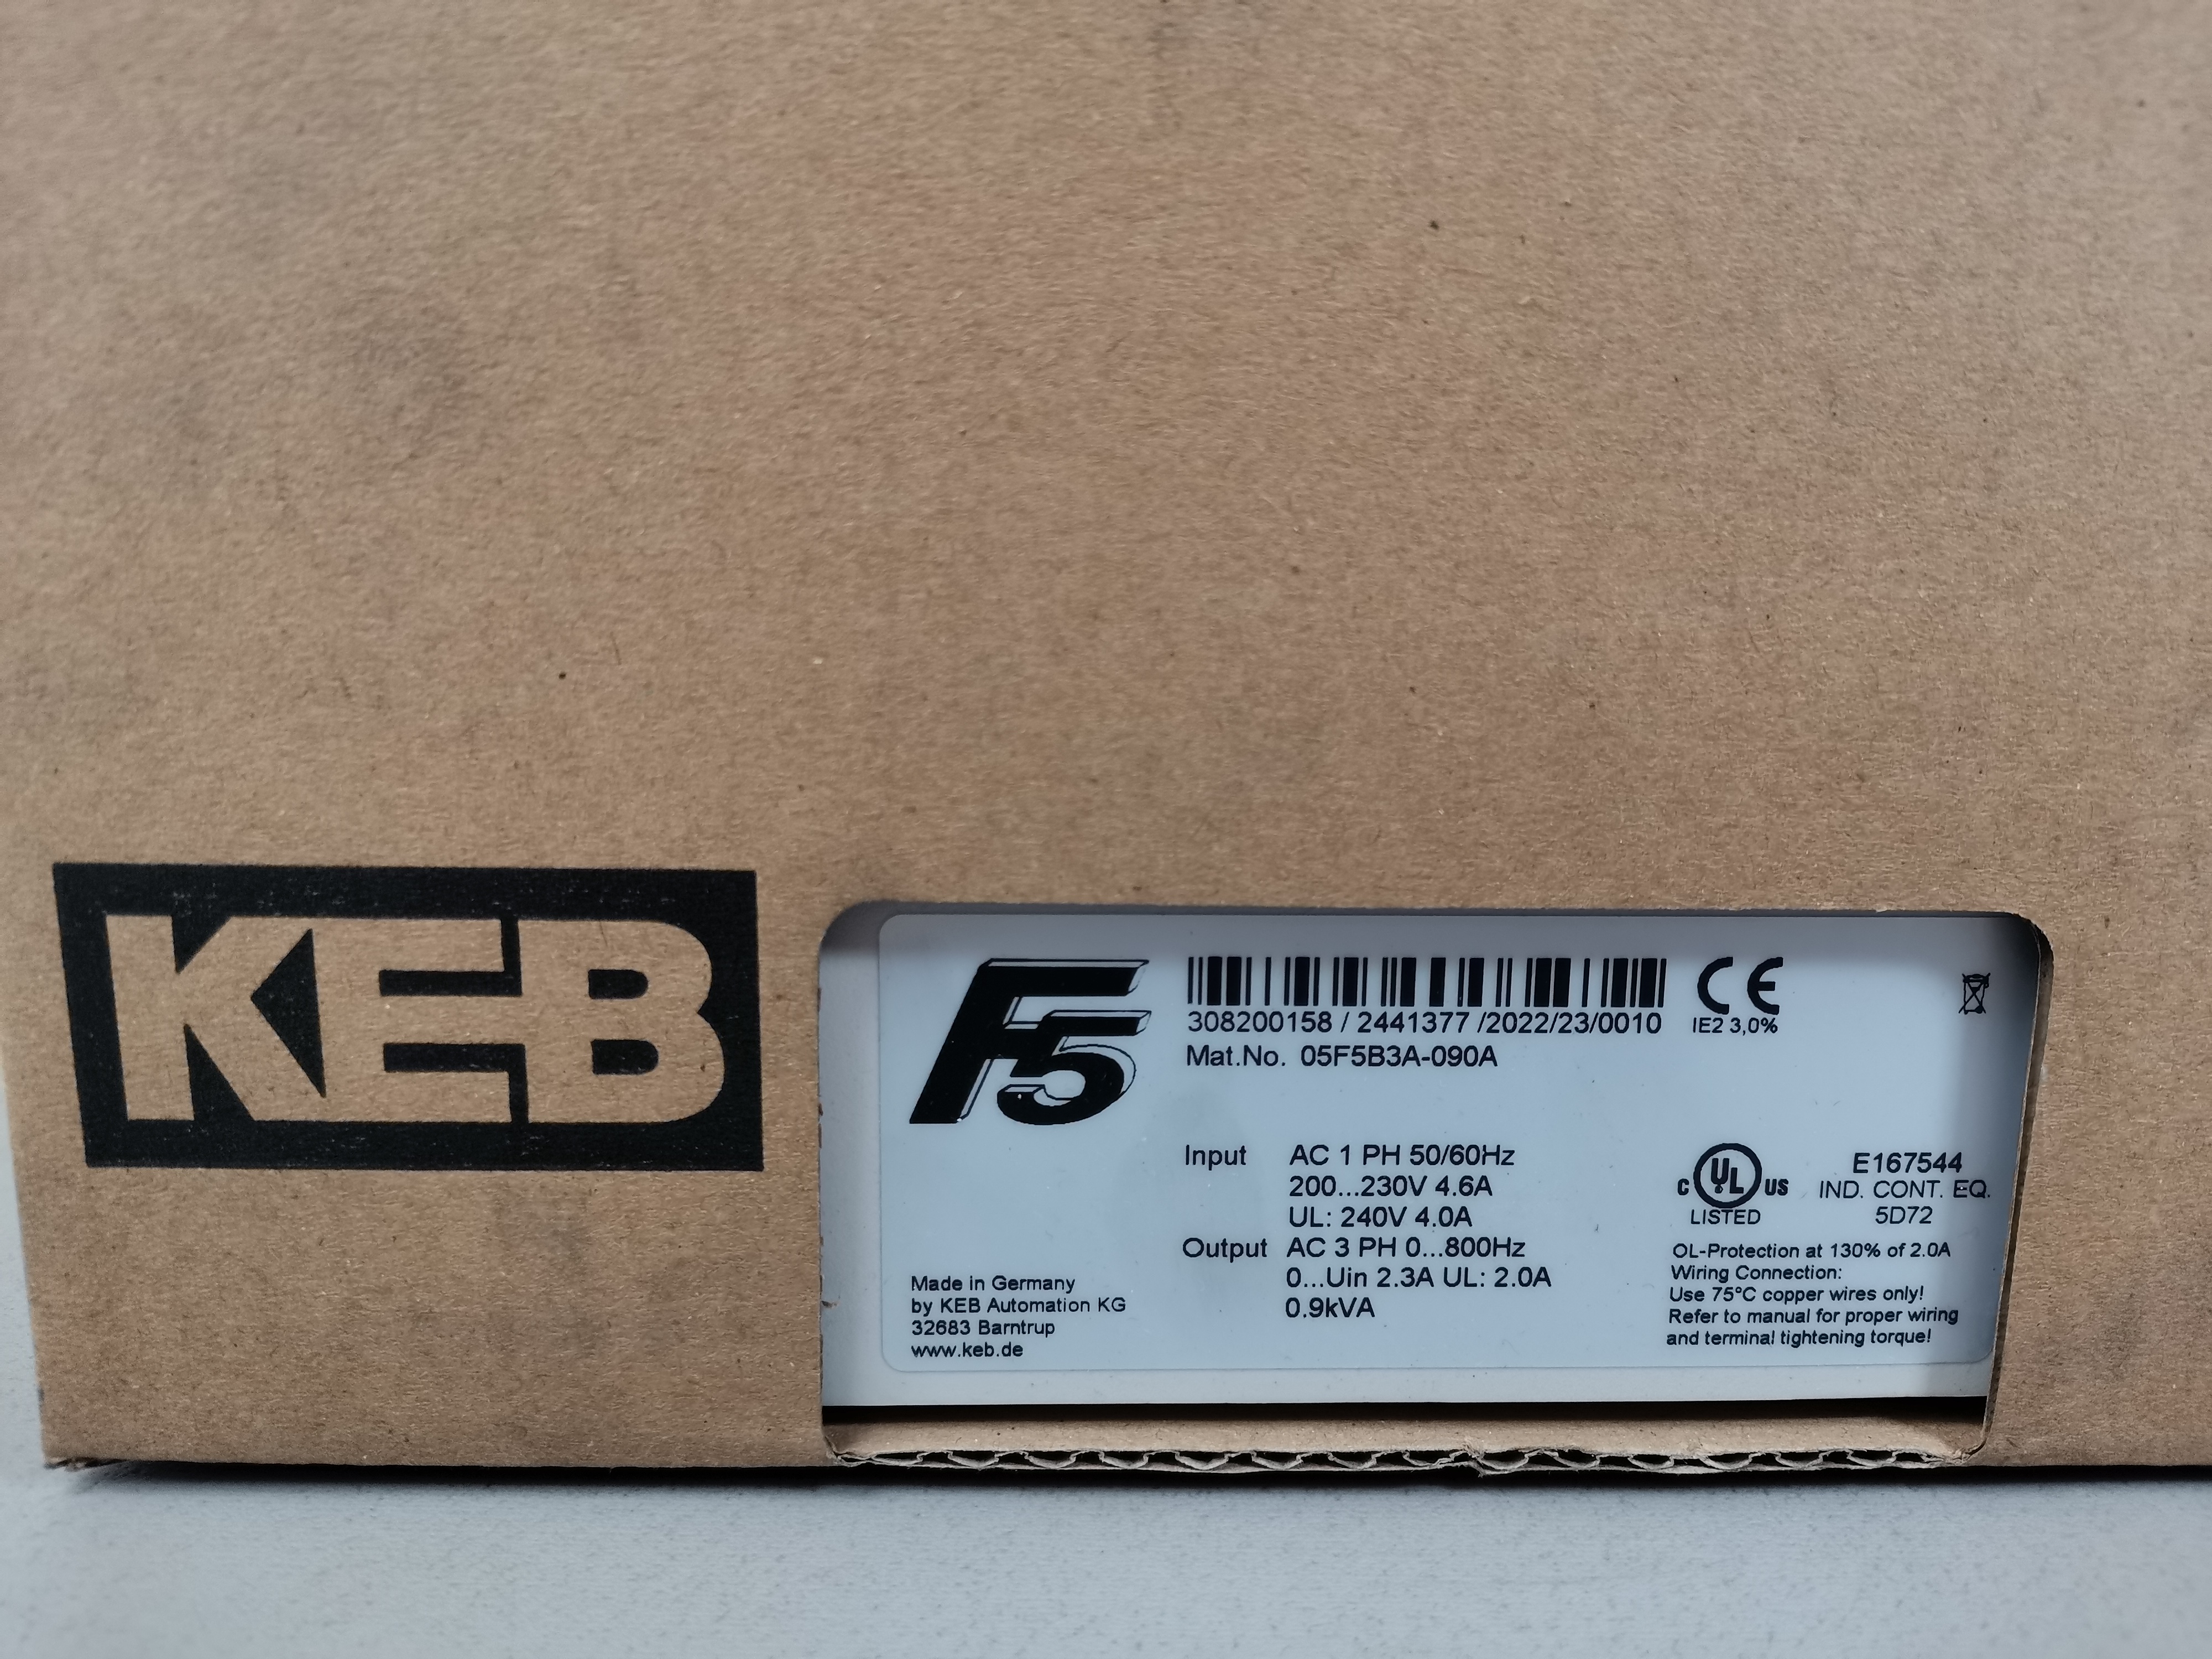 KEB
F5
308200158 / 2441377 /2022/23/0010
Mat.No. 05F5B3A-090A
CE
IE2 3,0%
Input AC 1 PH 50/60Hz
200...230V 4.6A
UL: 240V 4.0A
Output AC 3 PH 0...800Hz
0...Uin 2.3A UL: 2.0A
0.9kVA
Made in Germany
by KEB Automation KG
32683 Barntrup
www.keb.de
c UL us
LISTED
E167544
IND. CONT. EQ.
5D72
OL-Protection at 130% of 2.0A
Wiring Connection:
Use 75°C copper wires only!
Refer to manual for proper wiring
and terminal tightening torque!